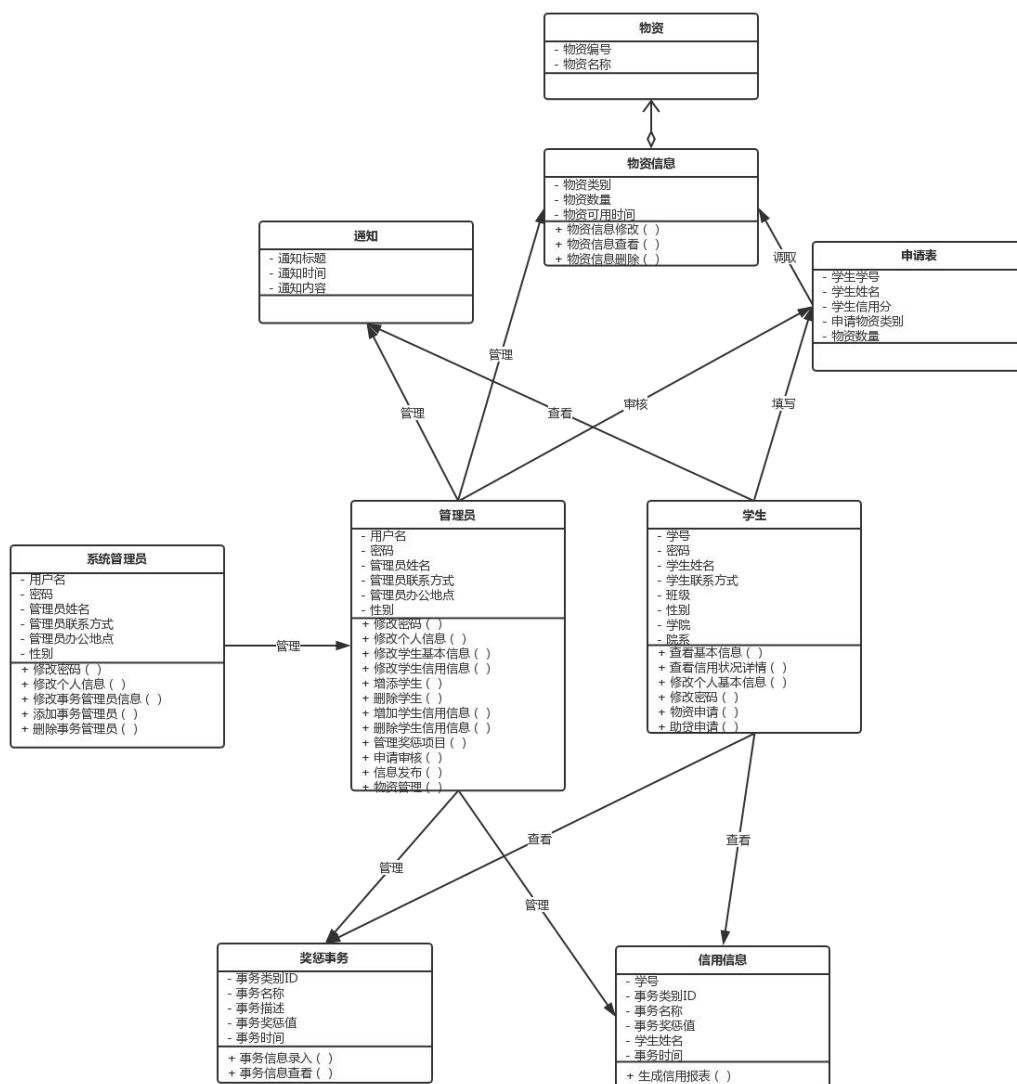 物资
- 物资编号
- 物资名称
物资信息
- 物资类别
- 物资数量
- 物资可用时间
+ 物资信息修改（ ）
+ 物资信息查看（ ）
+ 物资信息删除（ ）
通知
- 通知标题
- 通知时间
- 通知内容
申请表
- 学生学号
- 学生姓名
- 学生信用分
- 申请物资类别
- 物资数量
调取
管理
管理
查看
审核
填写
系统管理员
- 用户名
- 密码
- 管理员姓名
- 管理员联系方式
- 管理员办公地点
- 性别
+ 修改密码（ ）
+ 修改个人信息（ ）
+ 修改事务管理员信息（ ）
+ 添加事务管理员（ ）
+ 删除事务管理员（ ）
管理
管理员
- 用户名
- 密码
- 管理员姓名
- 管理员联系方式
- 管理员办公地点
- 性别
+ 修改密码（ ）
+ 修改个人信息（ ）
+ 修改学生基本信息（ ）
+ 修改学生信用信息（ ）
+ 增添学生（ ）
+ 删除学生（ ）
+ 增加学生信用信息（ ）
+ 删除学生信用信息（ ）
+ 管理奖惩项目（ ）
+ 申请审核（ ）
+ 信息发布（ ）
+ 物资管理（ ）
学生
- 学号
- 密码
- 学生姓名
- 学生联系方式
- 班级
- 性别
- 学院
- 院系
+ 查看基本信息（ ）
+ 查看信用状况详情（ ）
+ 修改个人基本信息（ ）
+ 修改密码（ ）
+ 物资申请（ ）
+ 助贷申请（ ）
管理
查看
查看
管理
奖惩事务
- 事务类别ID
- 事务名称
- 事务描述
- 事务奖惩值
- 事务时间
+ 事务信息录入（ ）
+ 事务信息查看（ ）
信用信息
- 学号
- 事务类别ID
- 事务名称
- 事务奖惩值
- 学生姓名
- 事务时间
+ 生成信用报表（ ）